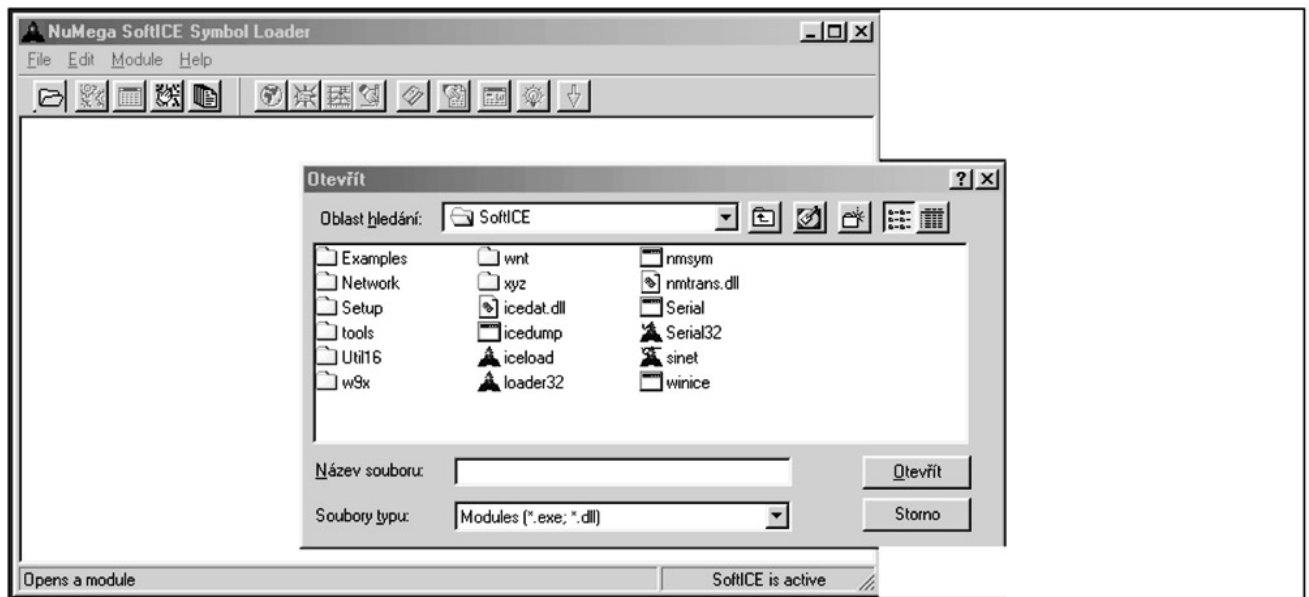 NuMega SoftICE Symbol Loader
File Edit Module Help
Otevřít
Oblast hledání: SoftICE
Examples wnt nmsym
Network xyz nmtrans.dll
Setup icedat.dll Serial
tools icedump Serial32
Util16 iceload sinet
w9x loader32 winice
Název souboru: Otevřít
Soubory typu: Modules (*.exe; *.dll) Storno
Opens a module SoftICE is active